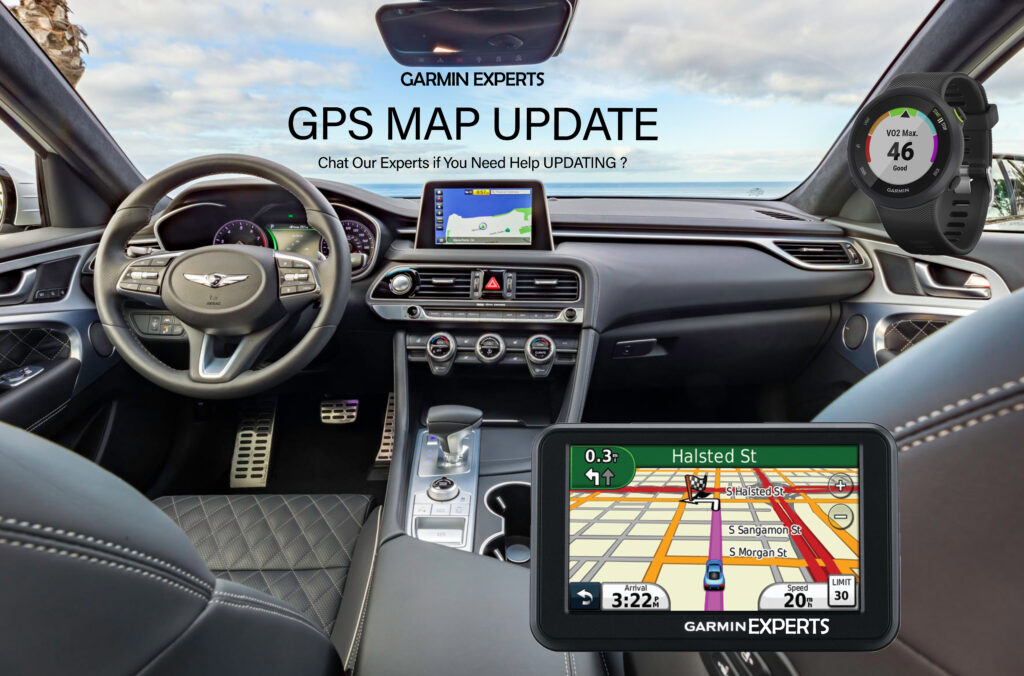 GARMIN EXPERTS
GPS MAP UPDATE
Chat Our Experts if You Need Help UPDATING ?
VO2 Max.
46
Good
GARMIN
0.3
Halsted St
S Halsted St
S Sangamon St
S Morgan St
Arrival
3:22 PM
Speed
20
LIMIT
30
GARMIN EXPERTS